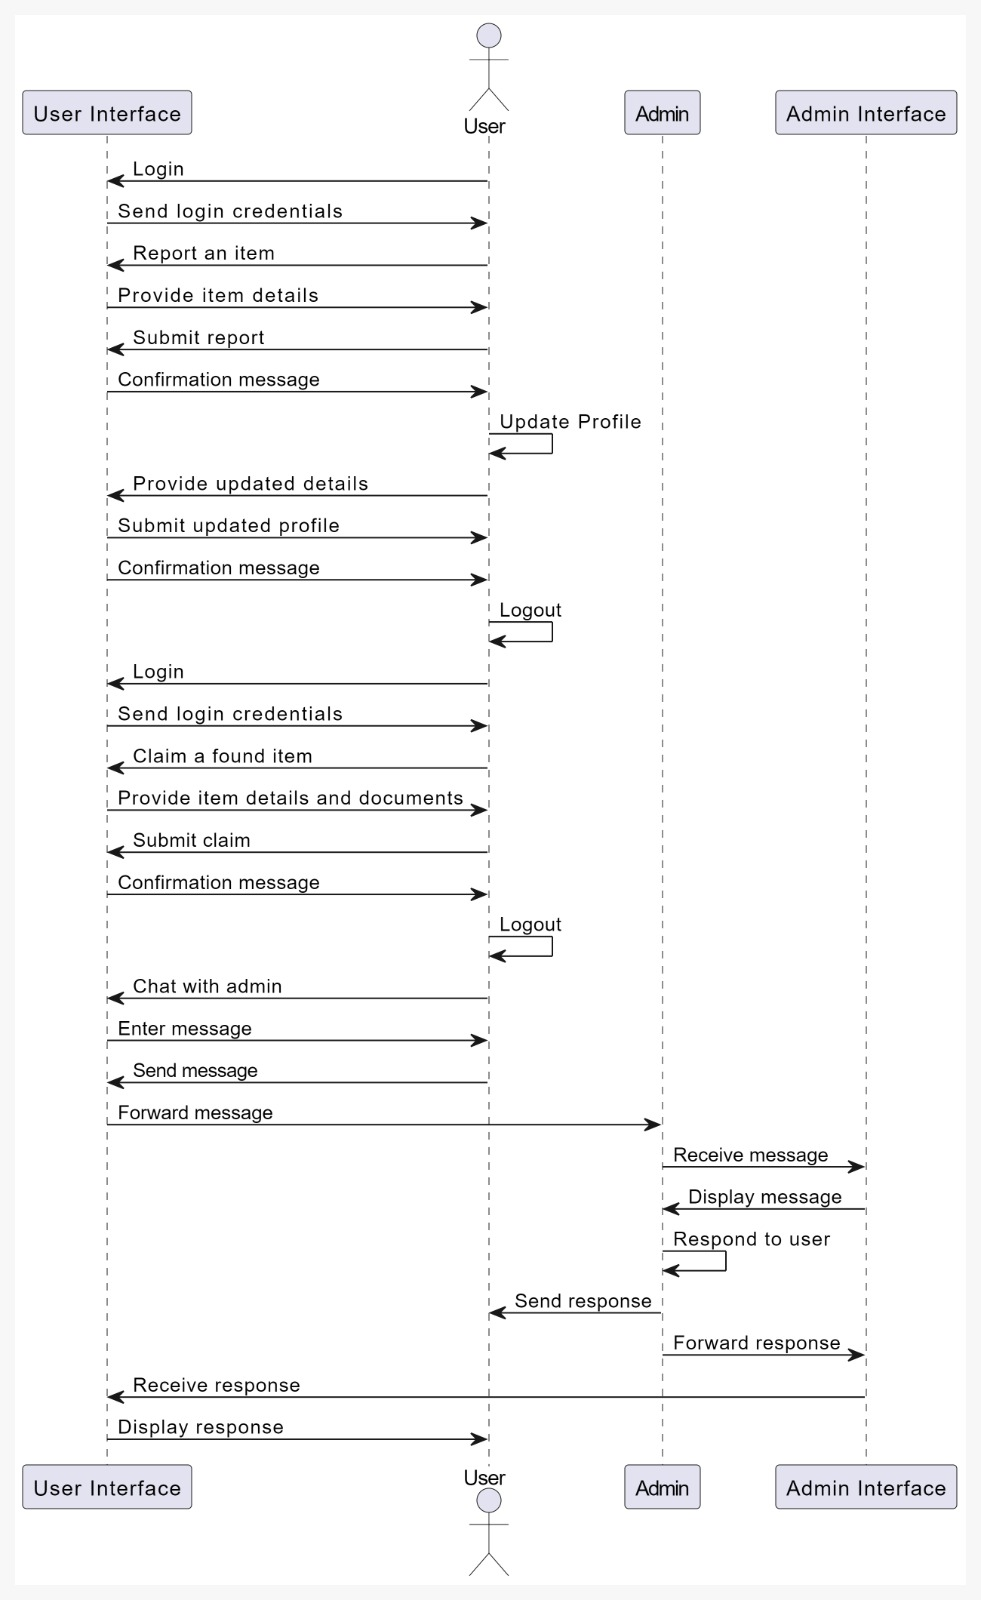 User
User Interface
Admin
Admin Interface
Login
Send login credentials
Report an item
Provide item details
Submit report
Confirmation message
Update Profile
Provide updated details
Submit updated profile
Confirmation message
Logout
Login
Send login credentials
Claim a found item
Provide item details and documents
Submit claim
Confirmation message
Logout
Chat with admin
Enter message
Send message
Forward message
Receive message
Display message
Respond to user
Send response
Forward response
Receive response
Display response
User
User Interface
Admin
Admin Interface